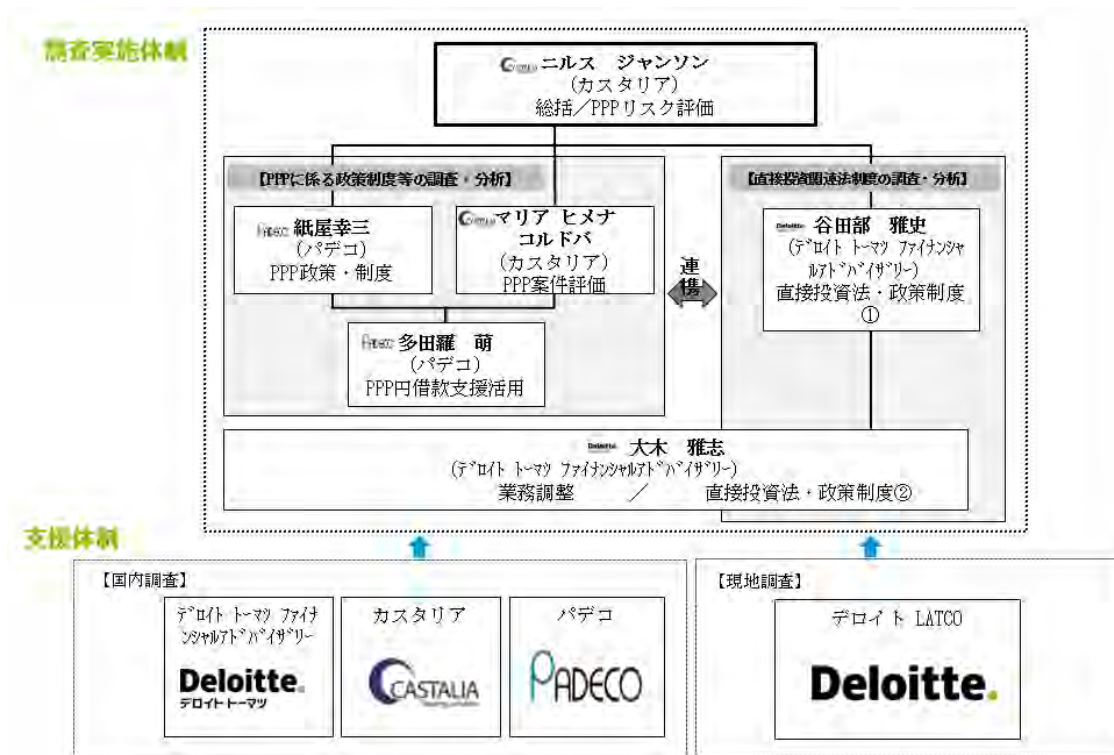 調査実施体制
ニルス　ジャンソン
(カスタリア)
総括／PPPリスク評価
【PPPに係る政策制度等の調査・分析】
PADECO 紙屋幸三
(パデコ)
PPP政策・制度
マリア ヒメナ
コルドバ
(カスタリア)
PPP案件評価
PADECO 多田羅　萌
(パデコ)
PPP円借款支援活用
連
携
【直接投資関連法制度の調査・分析】
Deloitte. 谷田部　雅史
(ﾃﾞﾛｲﾄ ﾄｰﾏﾂ ﾌｧｲﾅﾝｼｬ
ﾙｱﾄﾞﾊﾞｲｻﾞﾘｰ)
直接投資法・政策制度
①
Deloitte. 大木　雅志
(ﾃﾞﾛｲﾄ ﾄｰﾏﾂ ﾌｧｲﾅﾝｼｬﾙｱﾄﾞﾊﾞｲｻﾞﾘｰ)
業務調整　　／　　直接投資法・政策制度②
支援体制
【国内調査】
ﾃﾞﾛｲﾄ ﾄｰﾏﾂ ﾌｧｲﾅ
ﾝｼｬﾙｱﾄﾞﾊﾞｲｻﾞﾘｰ
Deloitte.
デロイトトーマツ
カスタリア
CASTALIA
パデコ
PADECO
【現地調査】
デロイト LATCO
Deloitte.